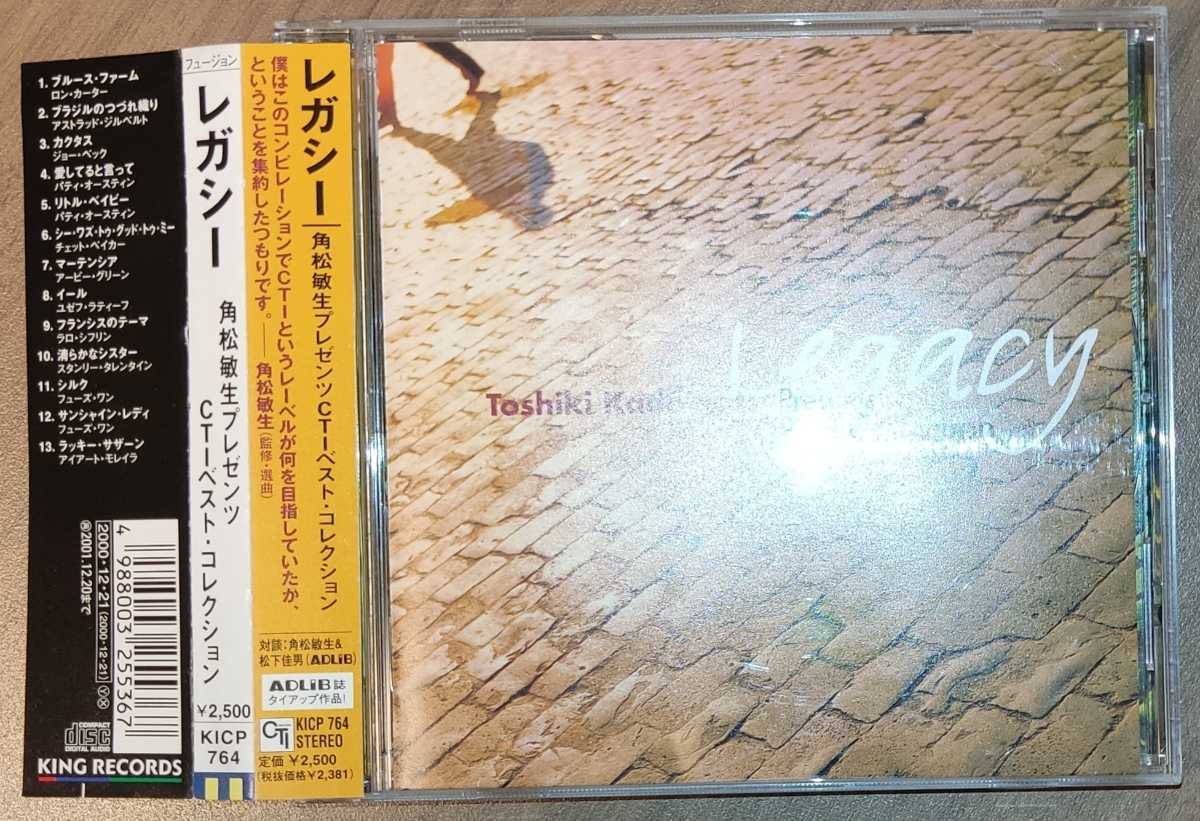 1. ブルース・ファーム
ロン・カーター
2. ブラジルのつづれ織り
アストラッド・ジルベルト
3. カクタス
ジョー・ベック
4. 愛してると言って
パティ・オースティン
5. リトル・ベイビー
パティ・オースティン
6. シー・ワズ・トゥ・グッド・トゥ・ミー
チェット・ベイカー
7. マーテンシア
アービー・グリーン
8. イール
ユゼフ・ラティーフ
9. フランシスのテーマ
ラロ・シフリン
10. 清らかなシスター
スタンリー・タレンタイン
11. シルク
フューズ・ワン
12. サンシャイン・レディ
フューズ・ワン
13. ラッキー・サザーン
アイアート・モレイラ
4 988003 255367
2000・12・21 (2000・12・21)
2001.12.20まで
COMPACT
disc
DIGITAL AUDIO
KING RECORDS
フュージョン
レガシー
角松敏生プレゼンツ
CTIベスト・コレクション
¥2,500
KICP
764
レガシー
角松敏生プレゼンツCTIベスト・コレクション
僕はこのコンピレーションでCTIというレーベルが何を目指していたか、
ということを集約したつもりです。——角松敏生(監修・選曲)
対談:角松敏生&
松下佳男(ADLiB)
ADLiB誌
タイアップ作品!
CTI
KICP 764
STEREO
定価 ¥2,500
(税抜価格¥2,381)
Legacy
Toshiki